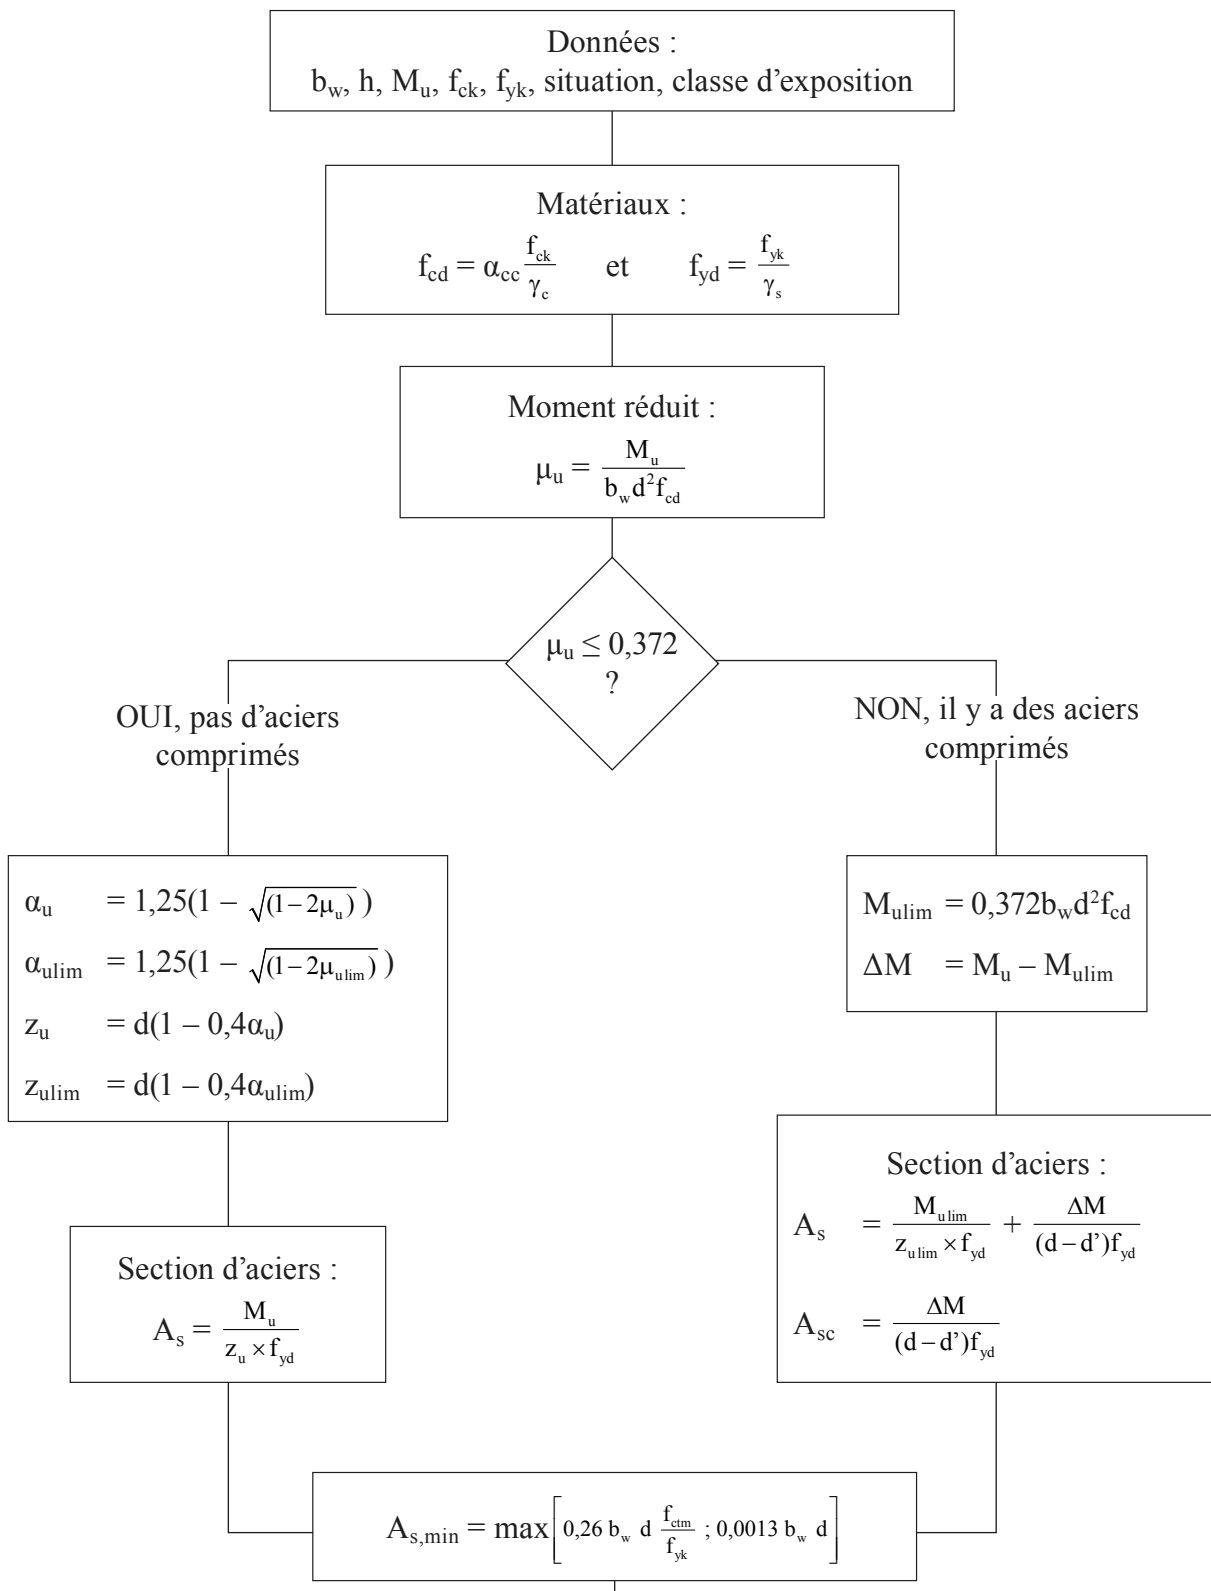 Données :
b_w, h, M_u, f_ck, f_yk, situation, classe d'exposition
Matériaux :
f_cd = α_cc f_ck / γ_c et f_yd = f_yk / γ_s
Moment réduit :
μ_u = M_u / (b_w d² f_cd)
μ_u ≤ 0,372
?
OUI, pas d’aciers
comprimés
NON, il y a des aciers
comprimés
α_u = 1,25(1 – √(1 – 2μ_u))
α_ulim = 1,25(1 – √(1 – 2μ_ulim))
z_u = d(1 – 0,4α_u)
z_ulim = d(1 – 0,4α_ulim)
Section d’aciers :
A_s = M_u / (z_u × f_yd)
M_ulim = 0,372b_w d² f_cd
ΔM = M_u – M_ulim
Section d’aciers :
A_s = M_ulim / (z_ulim × f_yd) + ΔM / ((d – d’)f_yd)
A_sc = ΔM / ((d – d’)f_yd)
A_s,min = max[0,26 b_w d f_ctm / f_yk ; 0,0013 b_w d]